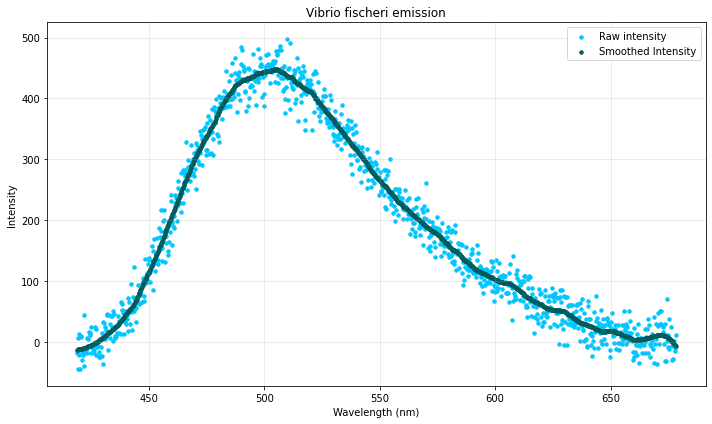 Vibrio fischeri emission
Raw intensity
Smoothed Intensity
500
400
300
200
100
0
Intensity
450
500
550
600
650
Wavelength (nm)